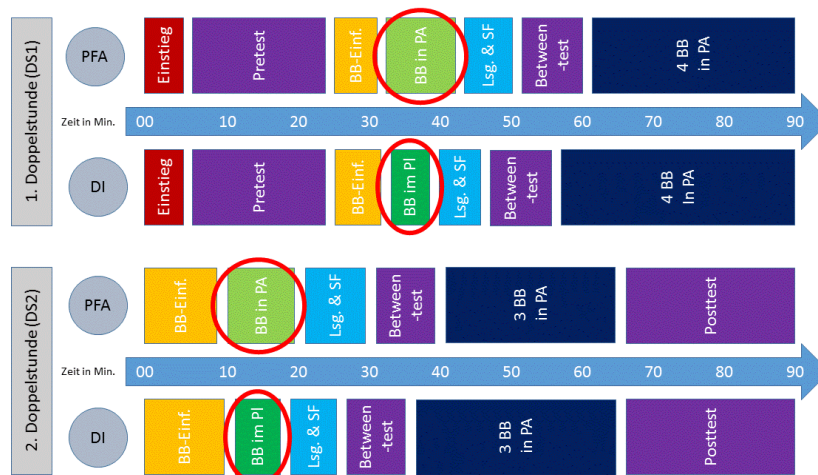 1. Doppelstunde (DS1)
PFA
Einstieg
Pretest
BB-Einf.
BB in PA
Lsg. & SF
Between
-test
4 BB
in PA
Zeit in Min.
00 10 20 30 40 50 60 70 80 90
DI
Einstieg
Pretest
BB-Einf.
BB im Pl
Lsg. & SF
Between
-test
4 BB
In PA
2. Doppelstunde (DS2)
PFA
BB-Einf.
BB in PA
Lsg. & SF
Between
-test
3 BB
in PA
Posttest
Zeit in Min.
00 10 20 30 40 50 60 70 80 90
DI
BB-Einf.
BB im Pl
Lsg. & SF
Between
-test
3 BB
in PA
Posttest